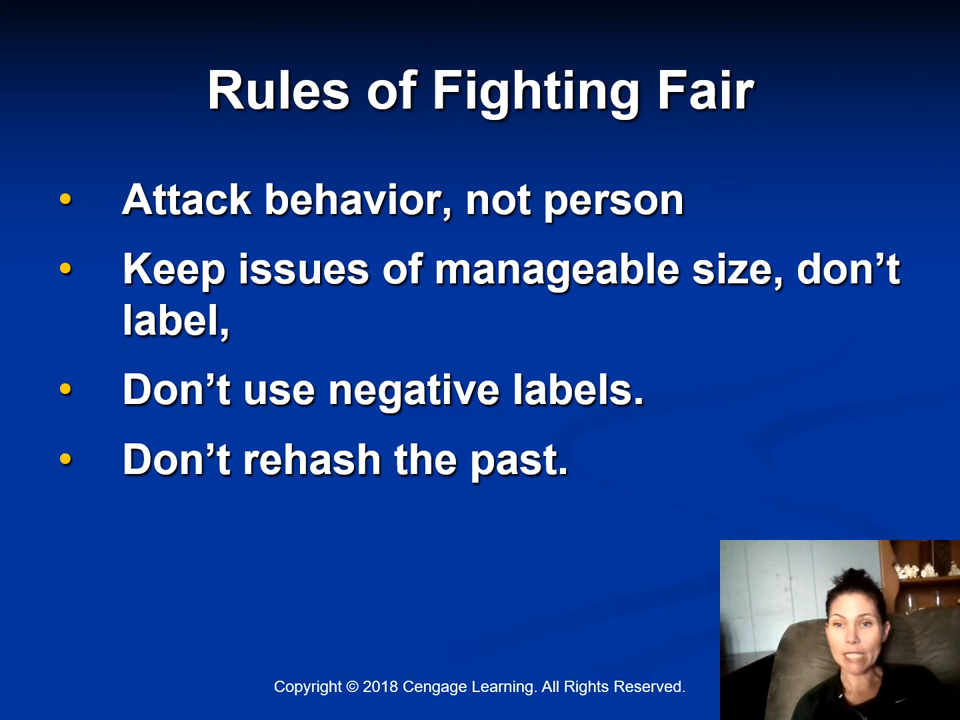 Rules of Fighting Fair
• Attack behavior, not person
• Keep issues of manageable size, don’t
label,
• Don’t use negative labels.
• Don’t rehash the past.
Copyright © 2018 Cengage Learning. All Rights Reserved.